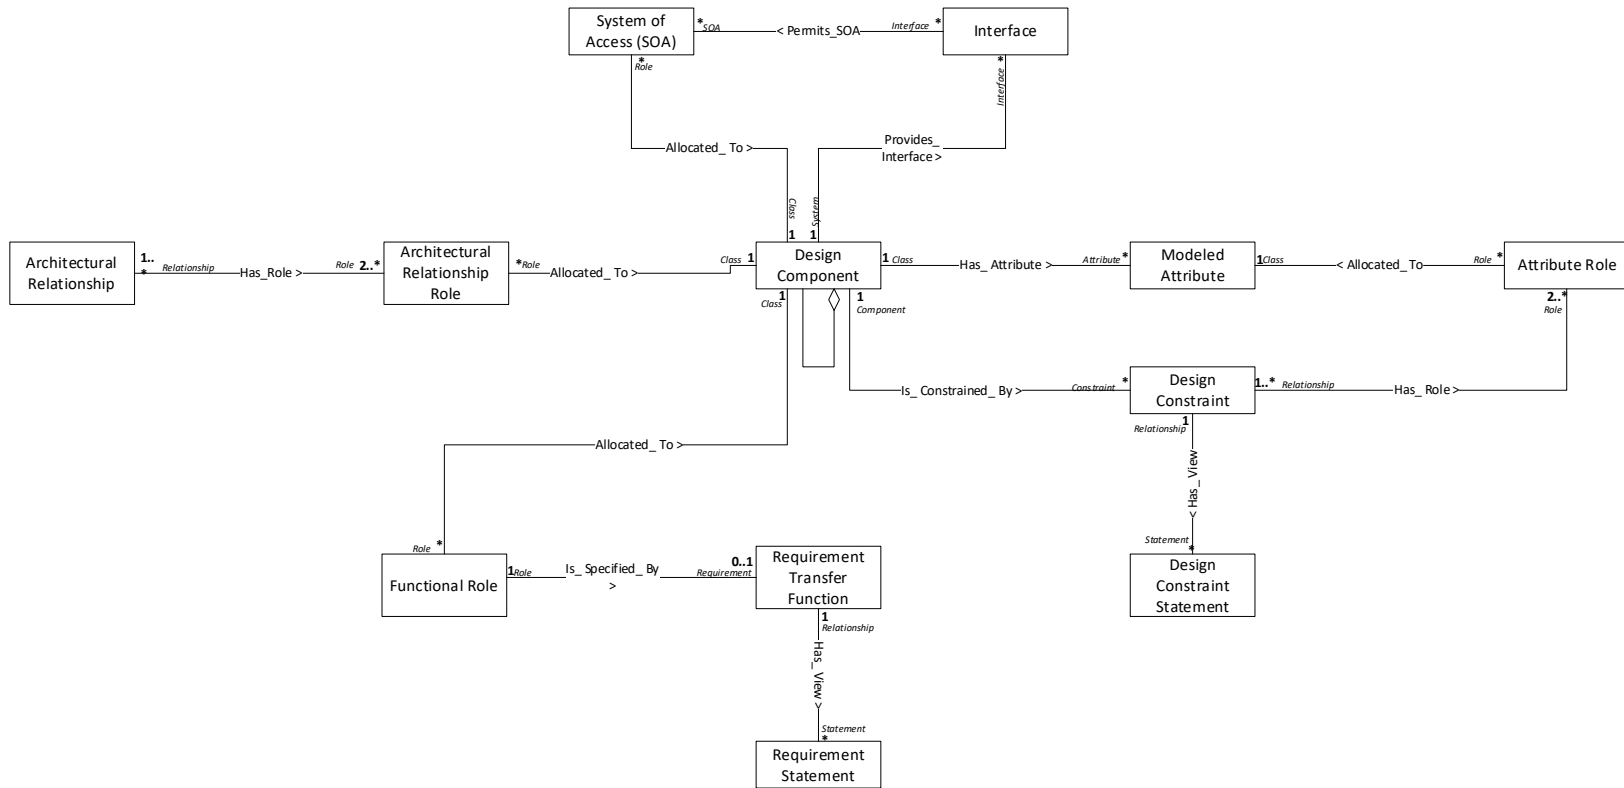 System of
Access (SOA)
*
SOA
< Permits_SOA
Interface
*
Interface
*
Role
*
Interface
Allocated_ To >
Provides_
Interface >
Class
1
System
1
Architectural
Relationship
1..
*
Relationship
Has_Role >
Role
2..*
Architectural
Relationship
Role
*
Role
Allocated_ To >
Class
1
Design
Component
1
Class
Has_ Attribute >
Attribute
*
Modeled
Attribute
1
Class
< Allocated_To
Role
*
Attribute Role
1
Class
1
Component
2..*
Role
Is_ Constrained_ By >
Constraint
*
Design
Constraint
1..*
Relationship
Has_ Role >
1
Relationship
< Has_ View
Statement
*
Design
Constraint
Statement
Allocated_ To >
Role
*
Functional Role
1
Role
Is_ Specified_ By
>
0..1
Requirement
Requirement
Transfer
Function
1
Relationship
Has_ View >
Statement
*
Requirement
Statement